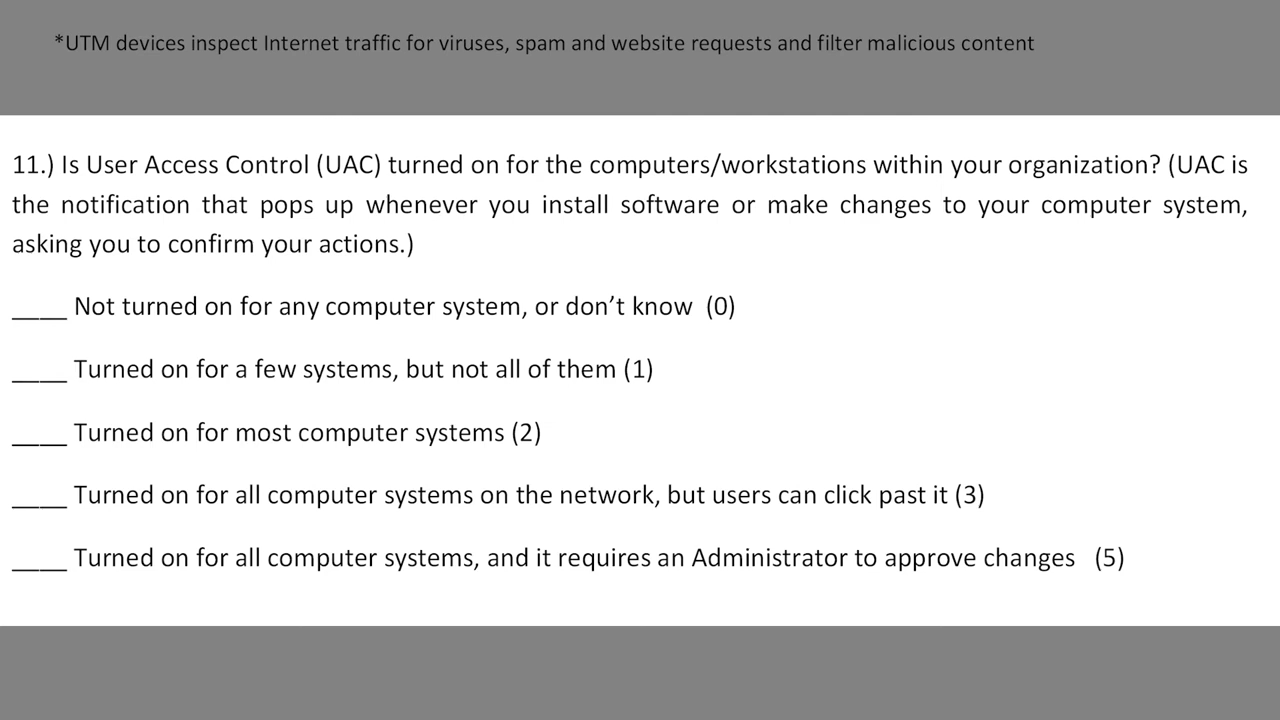 *UTM devices inspect Internet traffic for viruses, spam and website requests and filter malicious content
11.) Is User Access Control (UAC) turned on for the computers/workstations within your organization? (UAC is
the notification that pops up whenever you install software or make changes to your computer system,
asking you to confirm your actions.)
____ Not turned on for any computer system, or don’t know (0)
____ Turned on for a few systems, but not all of them (1)
____ Turned on for most computer systems (2)
____ Turned on for all computer systems on the network, but users can click past it (3)
____ Turned on for all computer systems, and it requires an Administrator to approve changes (5)